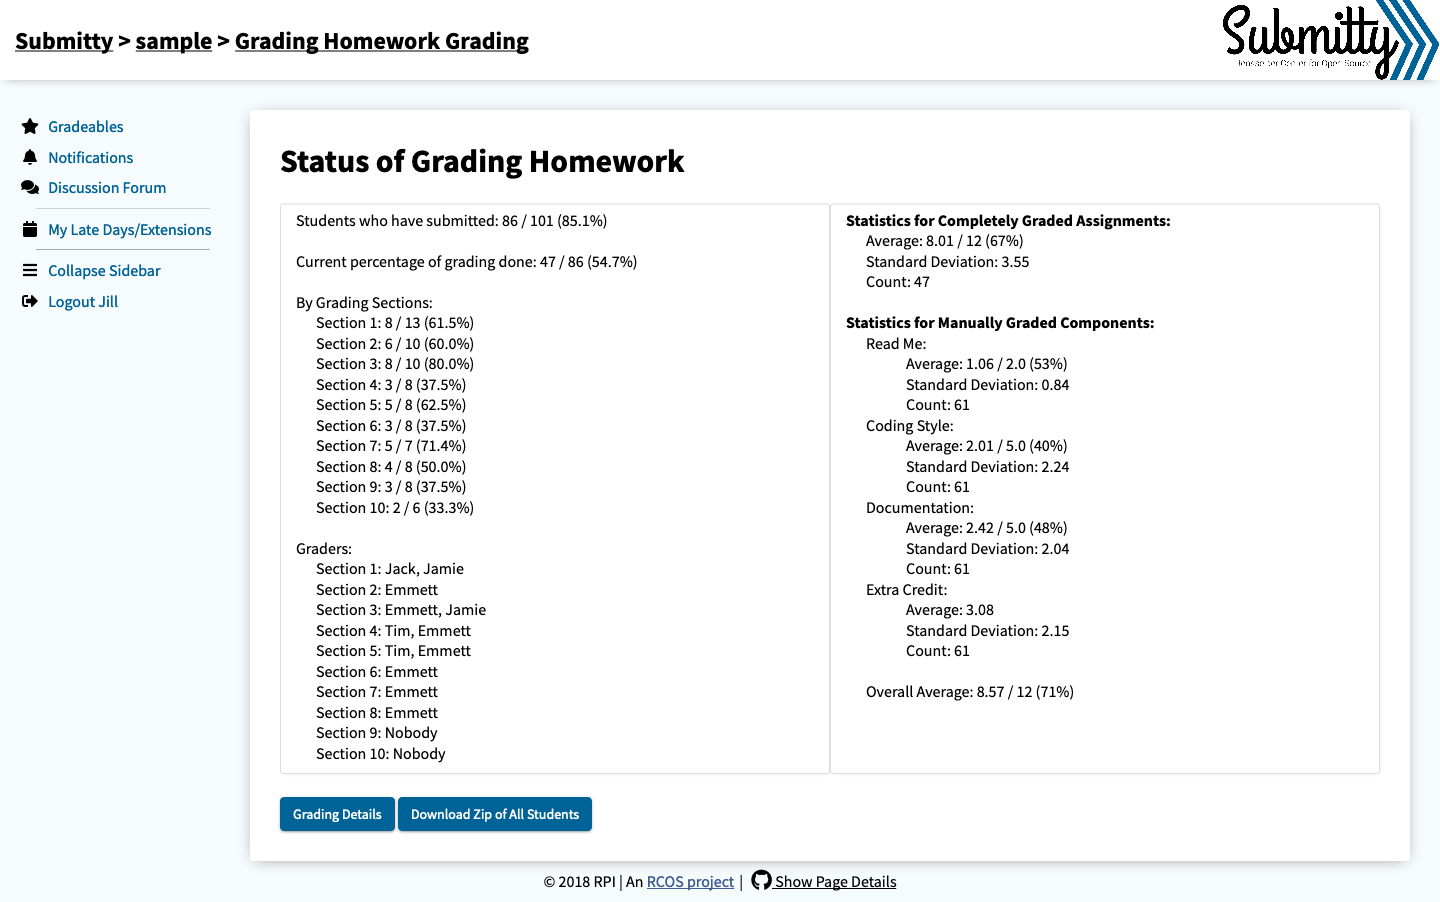 Submitty > sample > Grading Homework Grading
Submitty
Gradeables
Notifications
Discussion Forum
My Late Days/Extensions
Collapse Sidebar
Logout Jill
Status of Grading Homework
Students who have submitted: 86 / 101 (85.1%)
Current percentage of grading done: 47 / 86 (54.7%)
By Grading Sections:
Section 1: 8 / 13 (61.5%)
Section 2: 6 / 10 (60.0%)
Section 3: 8 / 10 (80.0%)
Section 4: 3 / 8 (37.5%)
Section 5: 5 / 8 (62.5%)
Section 6: 3 / 8 (37.5%)
Section 7: 5 / 7 (71.4%)
Section 8: 4 / 8 (50.0%)
Section 9: 3 / 8 (37.5%)
Section 10: 2 / 6 (33.3%)
Graders:
Section 1: Jack, Jamie
Section 2: Emmett
Section 3: Emmett, Jamie
Section 4: Tim, Emmett
Section 5: Tim, Emmett
Section 6: Emmett
Section 7: Emmett
Section 8: Emmett
Section 9: Nobody
Section 10: Nobody
Statistics for Completely Graded Assignments:
Average: 8.01 / 12 (67%)
Standard Deviation: 3.55
Count: 47
Statistics for Manually Graded Components:
Read Me:
Average: 1.06 / 2.0 (53%)
Standard Deviation: 0.84
Count: 61
Coding Style:
Average: 2.01 / 5.0 (40%)
Standard Deviation: 2.24
Count: 61
Documentation:
Average: 2.42 / 5.0 (48%)
Standard Deviation: 2.04
Count: 61
Extra Credit:
Average: 3.08
Standard Deviation: 2.15
Count: 61
Overall Average: 8.57 / 12 (71%)
Grading Details
Download Zip of All Students
© 2018 RPI | An RCOS project | Show Page Details